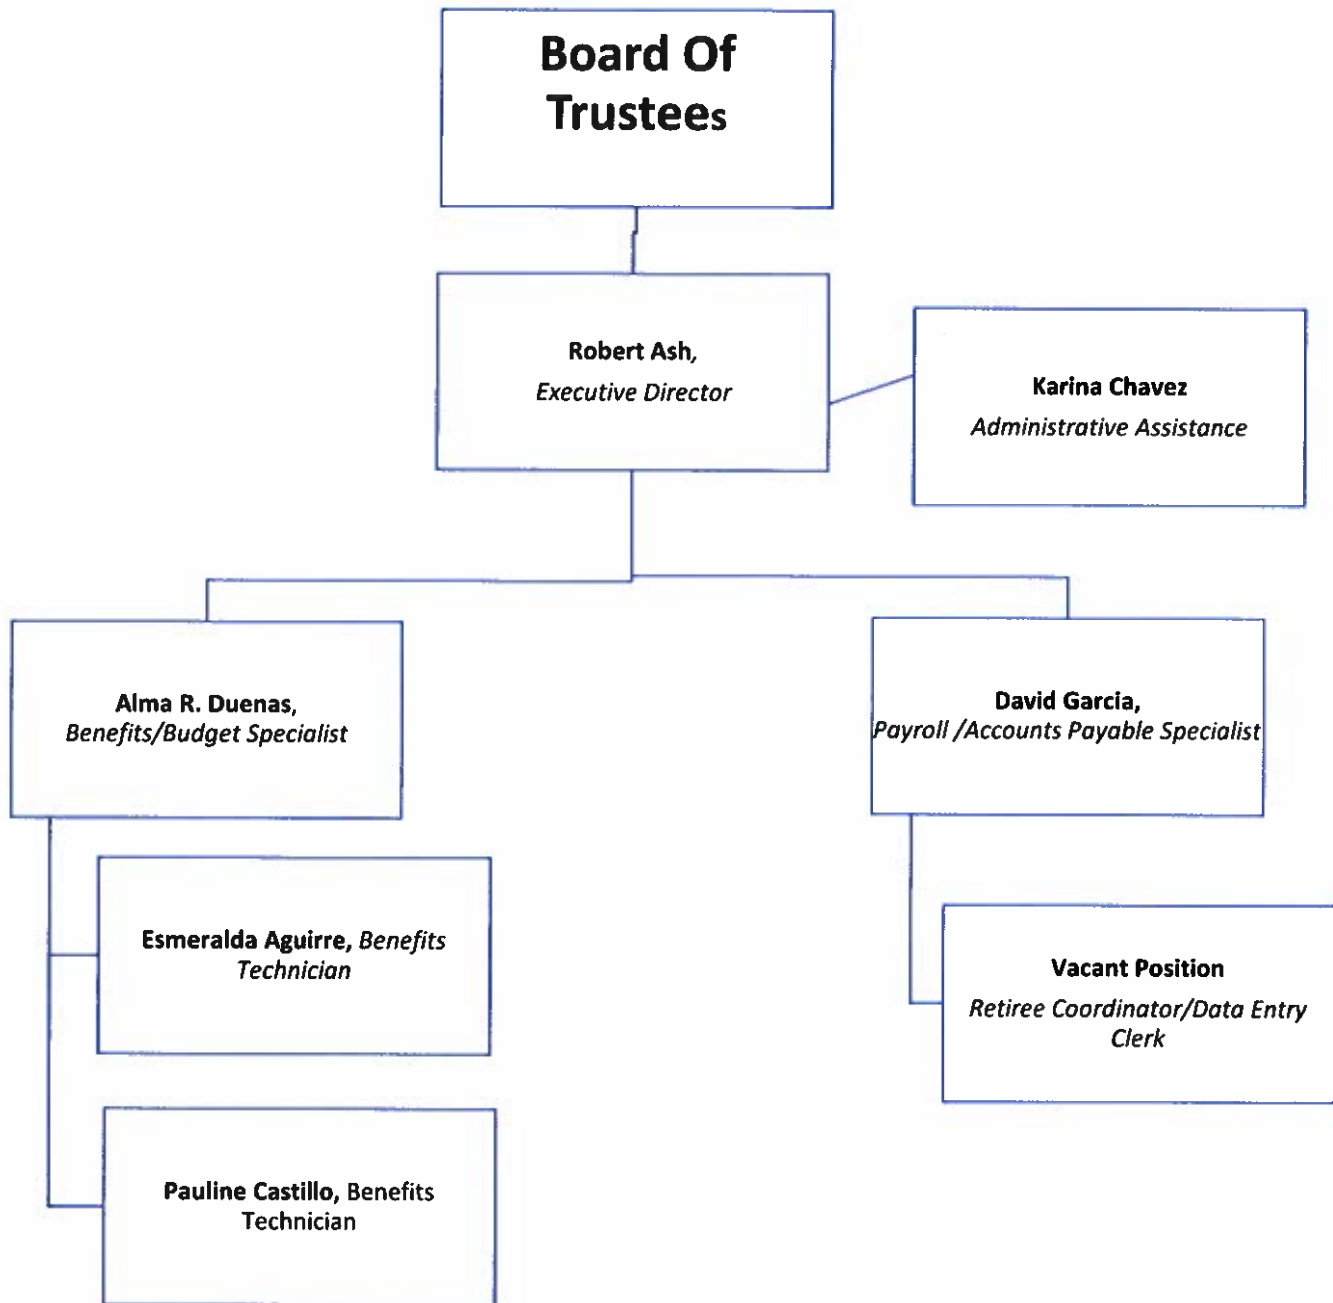 Board Of
Trustees
Robert Ash,
Executive Director
Karina Chavez
Administrative Assistance
Alma R. Duenas,
Benefits/Budget Specialist
David Garcia,
Payroll /Accounts Payable Specialist
Esmeralda Aguirre, Benefits
Technician
Vacant Position
Retiree Coordinator/Data Entry
Clerk
Pauline Castillo, Benefits
Technician